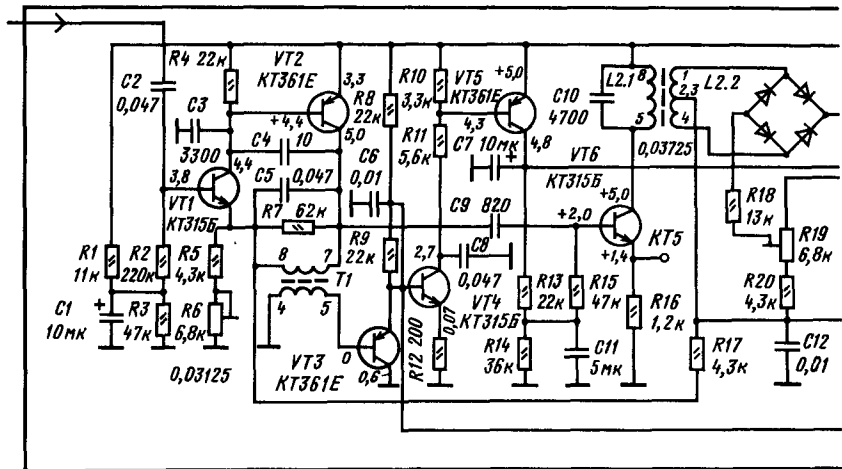 R4 22к
VT2
КТ361Е
C2
0,047
C3
3300
3,3
+4,4
5,0
4,4
C4
10
C5
0,047
3,8
VT1
КТ315Б
R7
62к
R8
22к
C6
0,01
R9
22к
R10
3,3к
VT5
КТ361Е
+5,0
4,3
4,8
R11
5,6к
C7
10мк
+
C9
820
C10
4700
L2.1
8
5
1
2,3
4
L2.2
0,03725
VT6
КТ315Б
+5,0
+2,0
+1,4
КТ5
R18
13к
R19
6,8к
R20
4,3к
R1
11к
R2
220к
R5
4,3к
C1
10мк
+
R3
47к
R6
6,8к
0,03125
8
7
T1
4
5
VT3
КТ361Е
0
0,6
2,7
C8
0,047
VT4
КТ315Б
0,07
R12 200
R13
22к
R14
36к
R15
47к
C11
5мк
R16
1,2к
R17
4,3к
C12
0,01